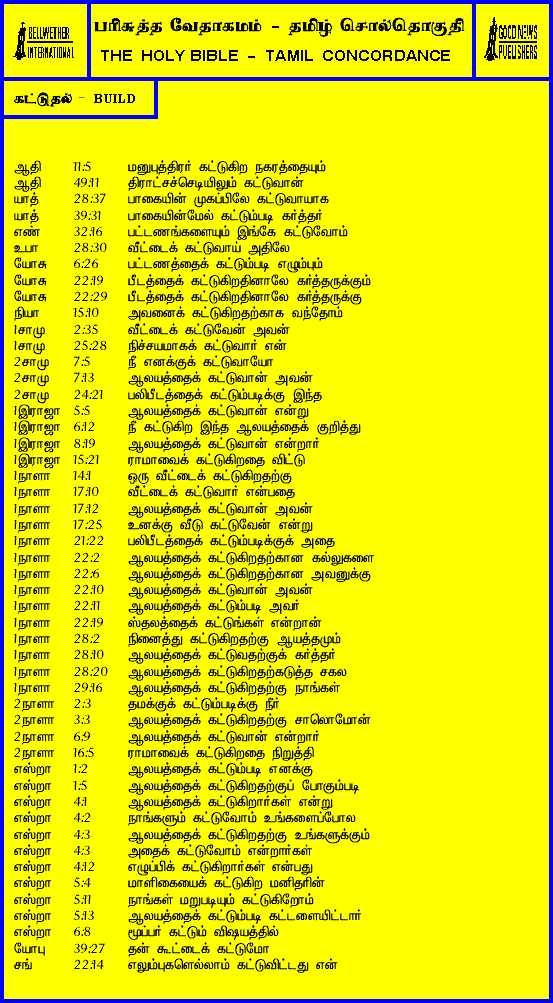 BELLWETHER
INTERNATIONAL
பரிசுத்த வேதாகமம் - தமிழ் சொல்தொகுதி
THE HOLY BIBLE - TAMIL CONCORDANCE
GOOD NEWS
PUBLISHERS
கட்டுதல் - BUILD
ஆதி 11:5 மனுபுத்திரர் கட்டுகிற நகரத்தையும்
ஆதி 49:11 திராட்சச்செடியிலும் கட்டுவான்
யாத் 28:37 பாகையின் முகப்பிலே கட்டுவாயாக
யாத் 39:31 பாகையின்மேல் கட்டும்படி கர்த்தர்
எண் 32:16 பட்டணங்களையும் இங்கே கட்டுவோம்
உபா 28:30 வீட்டைக் கட்டுவாய் அதிலே
யோசு 6:26 பட்டணத்தைக் கட்டும்படி எழும்பும்
யோசு 22:19 பீடத்தைக் கட்டுகிறதினாலே கர்த்தருக்கும்
யோசு 22:29 பீடத்தைக் கட்டுகிறதினாலே கர்த்தருக்கு
நியா 15:10 அவனைக் கட்டுகிறதற்காக வந்தோம்
1சாமு 2:35 வீட்டைக் கட்டுவேன் அவன்
1சாமு 25:28 நிச்சயமாகக் கட்டுவார் என்
2சாமு 7:5 நீ எனக்குக் கட்டுவாயோ
2சாமு 7:13 ஆலயத்தைக் கட்டுவான் அவன்
2சாமு 24:21 பலிபீடத்தைக் கட்டும்படிக்கு இந்த
1இராஜா 5:5 ஆலயத்தைக் கட்டுவான் என்று
1இராஜா 6:12 நீ கட்டுகிற இந்த ஆலயத்தைக் குறித்து
1இராஜா 8:19 ஆலயத்தைக் கட்டுவான் என்றார்
1இராஜா 15:21 ராமாவைக் கட்டுகிறதை விட்டு
1நாளா 14:1 ஒரு வீட்டைக் கட்டுகிறதற்கு
1நாளா 17:10 வீட்டைக் கட்டுவார் என்பதை
1நாளா 17:12 ஆலயத்தைக் கட்டுவான் அவன்
1நாளா 17:25 உனக்கு வீடு கட்டுவேன் என்று
1நாளா 21:22 பலிபீடத்தைக் கட்டும்படிக்குக் அதை
1நாளா 22:2 ஆலயத்தைக் கட்டுகிறதற்கான கல்லுகளை
1நாளா 22:6 ஆலயத்தைக் கட்டுகிறதற்கான அவனுக்கு
1நாளா 22:10 ஆலயத்தைக் கட்டுவான் அவன்
1நாளா 22:11 ஆலயத்தைக் கட்டும்படி அவர்
1நாளா 22:19 ஸ்தலத்தைக் கட்டுங்கள் என்றான்
1நாளா 28:2 நினைத்து கட்டுகிறதற்கு ஆயத்தமும்
1நாளா 28:10 ஆலயத்தைக் கட்டுவதற்குக் கர்த்தர்
1நாளா 28:20 ஆலயத்தைக் கட்டுகிறதற்கடுத்த சகல
1நாளா 29:16 ஆலயத்தைக் கட்டுகிறதற்கு நாங்கள்
2நாளா 2:3 தமக்குக் கட்டும்படிக்கு நீர்
2நாளா 3:3 ஆலயத்தைக் கட்டுகிறதற்கு சாலொமோன்
2நாளா 6:9 ஆலயத்தைக் கட்டுவான் என்றார்
2நாளா 16:5 ராமாவைக் கட்டுகிறதை நிறுத்தி
எஸ்றா 1:2 ஆலயத்தைக் கட்டும்படி எனக்கு
எஸ்றா 1:5 ஆலயத்தைக் கட்டுகிறதற்குப் போகும்படி
எஸ்றா 4:1 ஆலயத்தைக் கட்டுகிறார்கள் என்று
எஸ்றா 4:2 நாங்களும் கட்டுவோம் உங்களைப்போல
எஸ்றா 4:3 ஆலயத்தைக் கட்டுகிறதற்கு உங்களுக்கும்
எஸ்றா 4:3 அதைக் கட்டுவோம் என்றார்கள்
எஸ்றா 4:12 எழுப்பிக் கட்டுகிறார்கள் என்பது
எஸ்றா 5:4 மாளிகையைக் கட்டுகிற மனிதரின்
எஸ்றா 5:11 நாங்கள் மறுபடியும் கட்டுகிறோம்
எஸ்றா 5:13 ஆலயத்தைக் கட்டும்படி கட்டளையிட்டார்
எஸ்றா 6:8 மூப்பர் கட்டும் விஷயத்தில்
யோபு 39:27 தன் கூட்டைக் கட்டுமோ
சங் 22:14 எலும்புகளெல்லாம் கட்டுவிட்டது என்